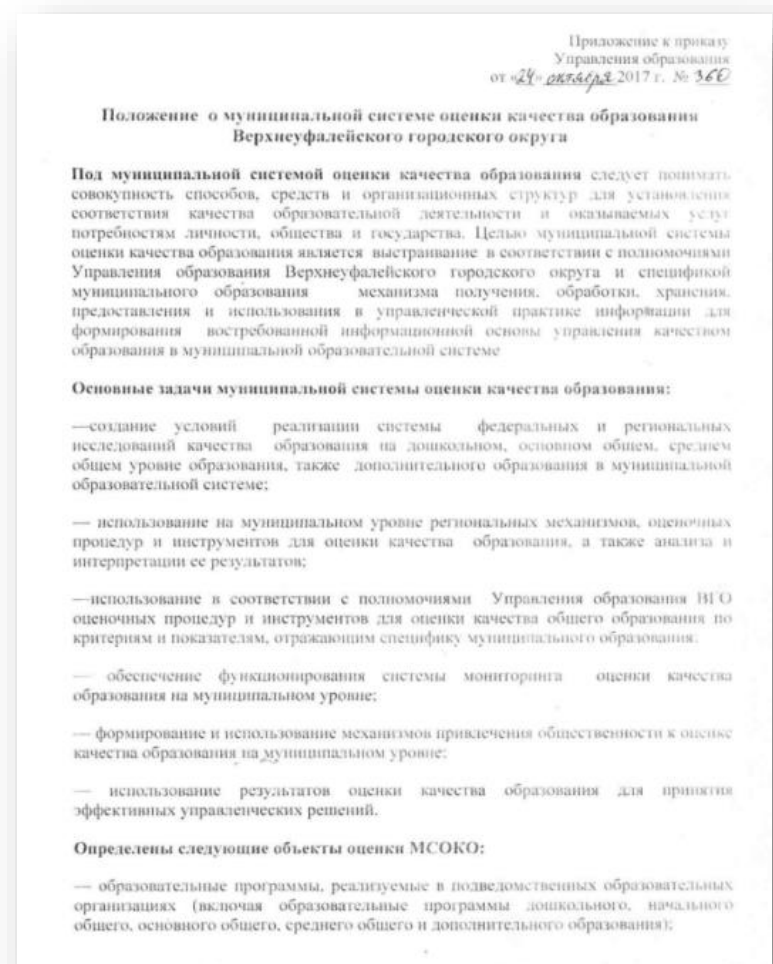 Приложение к приказу
Управления образования
от «24» октября 2017 г. № 360
Положение о муниципальной системе оценки качества образования
Верхнеуфалейского городского округа
Под муниципальной системой оценки качества образования следует понимать
совокупность способов, средств и организационных структур для установления
соответствия качества образовательной деятельности и оказываемых услуг
потребностям личности, общества и государства. Целью муниципальной системы
оценки качества образования является выстраивание в соответствии с полномочиями
Управления образования Верхнеуфалейского городского округа и спецификой
муниципального образования механизма получения, обработки, хранения,
предоставления и использования в управленческой практике информации для
формирования востребованной информационной основы управления качеством
образования в муниципальной образовательной системе
Основные задачи муниципальной системы оценки качества образования:
—создание условий реализации системы федеральных и региональных
исследований качества образования на дошкольном, основном общем, среднем
общем уровне образования, также дополнительного образования в муниципальной
образовательной системе;
— использование на муниципальном уровне региональных механизмов, оценочных
процедур и инструментов для оценки качества образования, а также анализа и
интерпретации ее результатов;
—использование в соответствии с полномочиями Управления образования ВГО
оценочных процедур и инструментов для оценки качества общего образования по
критериям и показателям, отражающим специфику муниципального образования.
— обеспечение функционирования системы мониторинга оценки качества
образования на муниципальном уровне;
— формирование и использование механизмов привлечения общественности к оценке
качества образования на муниципальном уровне;
— использование результатов оценки качества образования для принятия
эффективных управленческих решений.
Определены следующие объекты оценки МСОКО:
— образовательные программы, реализуемые в подведомственных образовательных
организациях (включая образовательные программы дошкольного, начального
общего, основного общего, среднего общего и дополнительного образования);